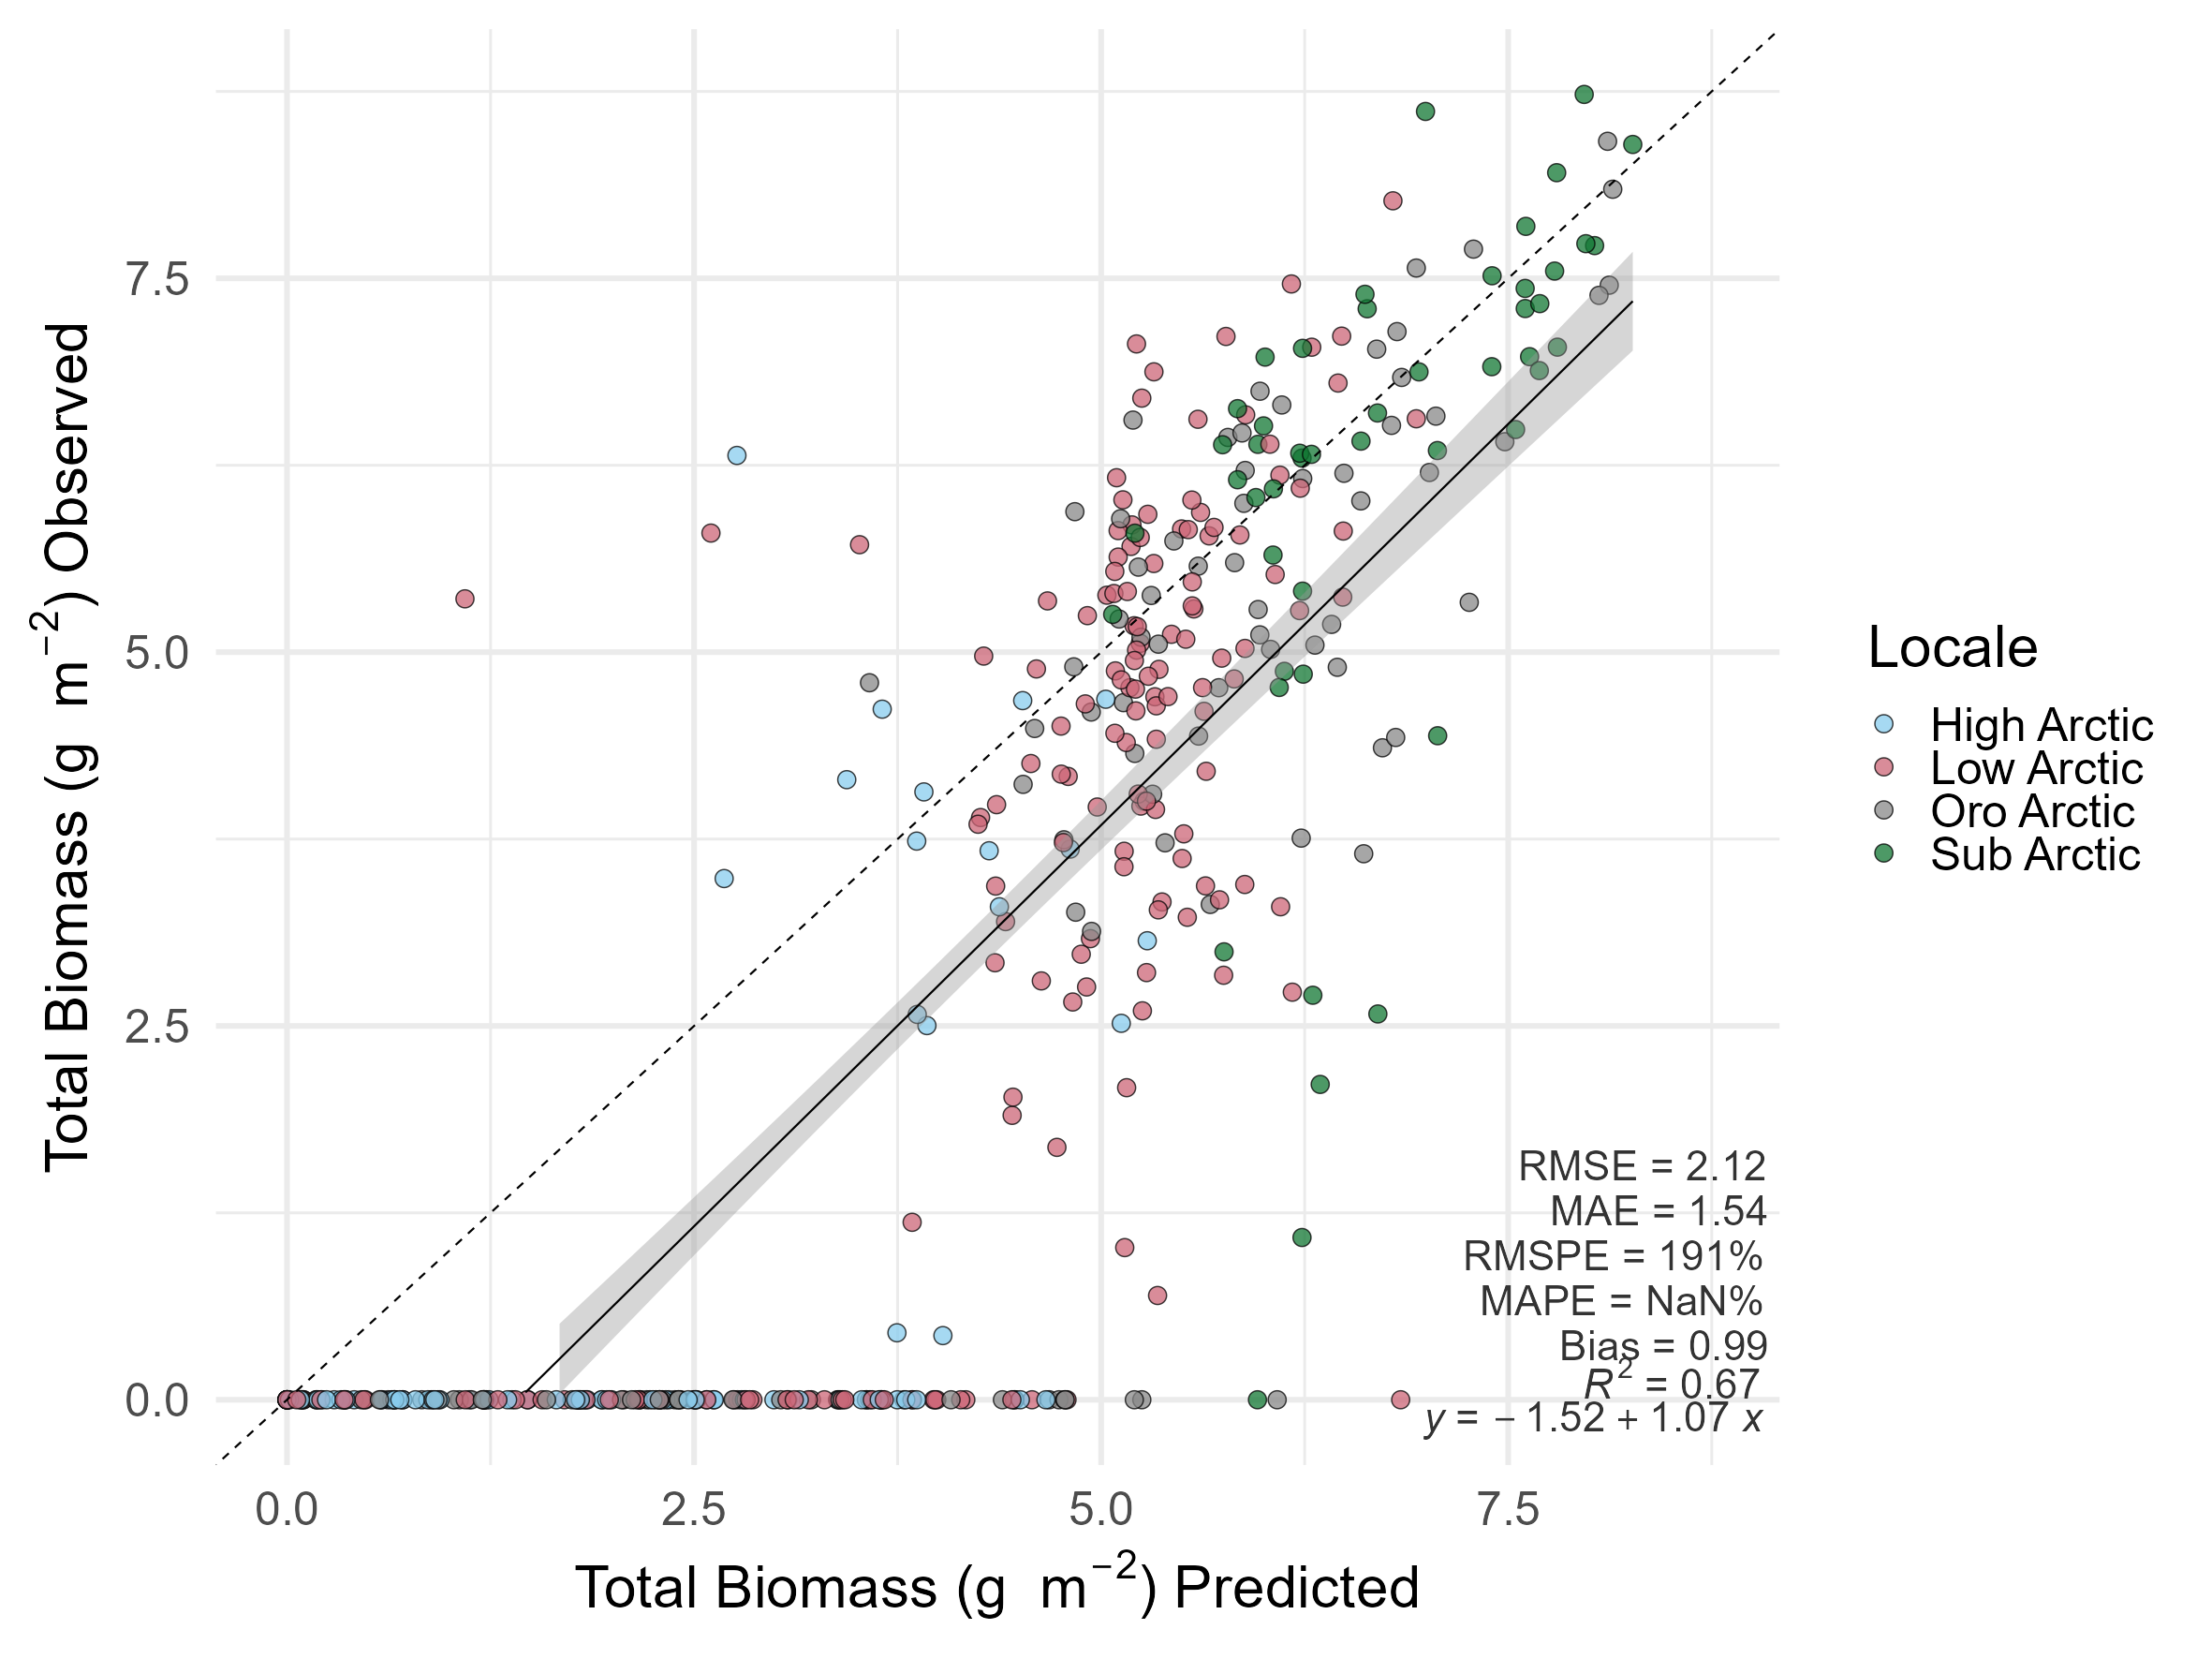 Total Biomass (g m⁻²) Observed
7.5
5.0
2.5
0.0
0.0 2.5 5.0 7.5
Total Biomass (g m⁻²) Predicted
RMSE = 2.12
MAE = 1.54
RMSPE = 191%
MAPE = NaN%
Bias = 0.99
R² = 0.67
y = − 1.52 + 1.07 x
Locale
High Arctic
Low Arctic
Oro Arctic
Sub Arctic